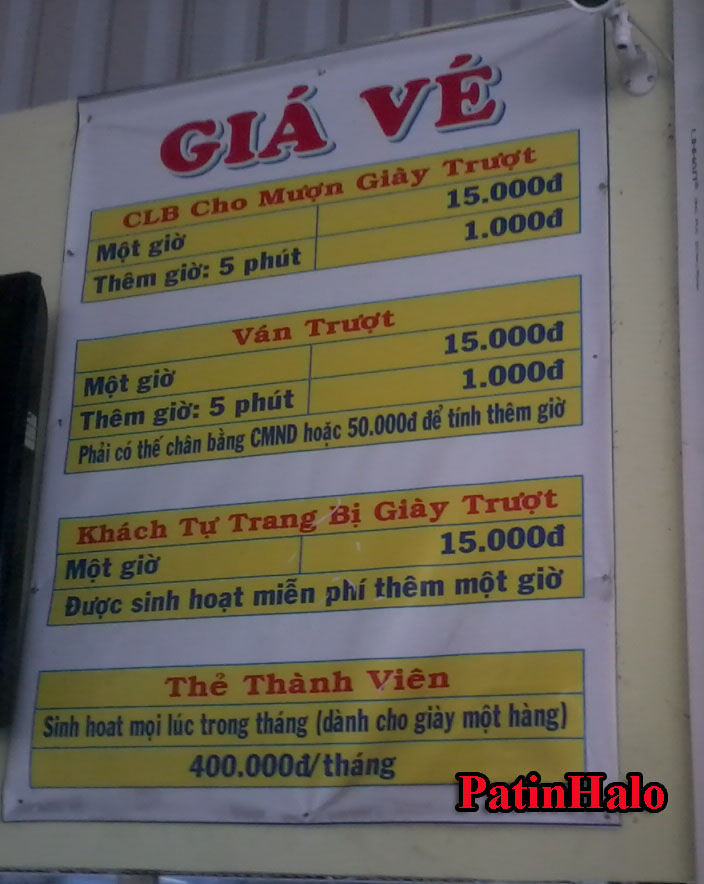 GIÁ VÉ
CLB Cho Mượn Giày Trượt
Một giờ 15.000đ
Thêm giờ: 5 phút 1.000đ
Ván Trượt
Một giờ 15.000đ
Thêm giờ: 5 phút 1.000đ
Phải có thế chân bằng CMND hoặc 50.000đ để tính thêm giờ
Khách Tự Trang Bị Giày Trượt
Một giờ 15.000đ
Được sinh hoạt miễn phí thêm một giờ
Thẻ Thành Viên
Sinh hoat mọi lúc trong tháng (dành cho giày một hàng)
400.000đ/tháng
PatinHalo